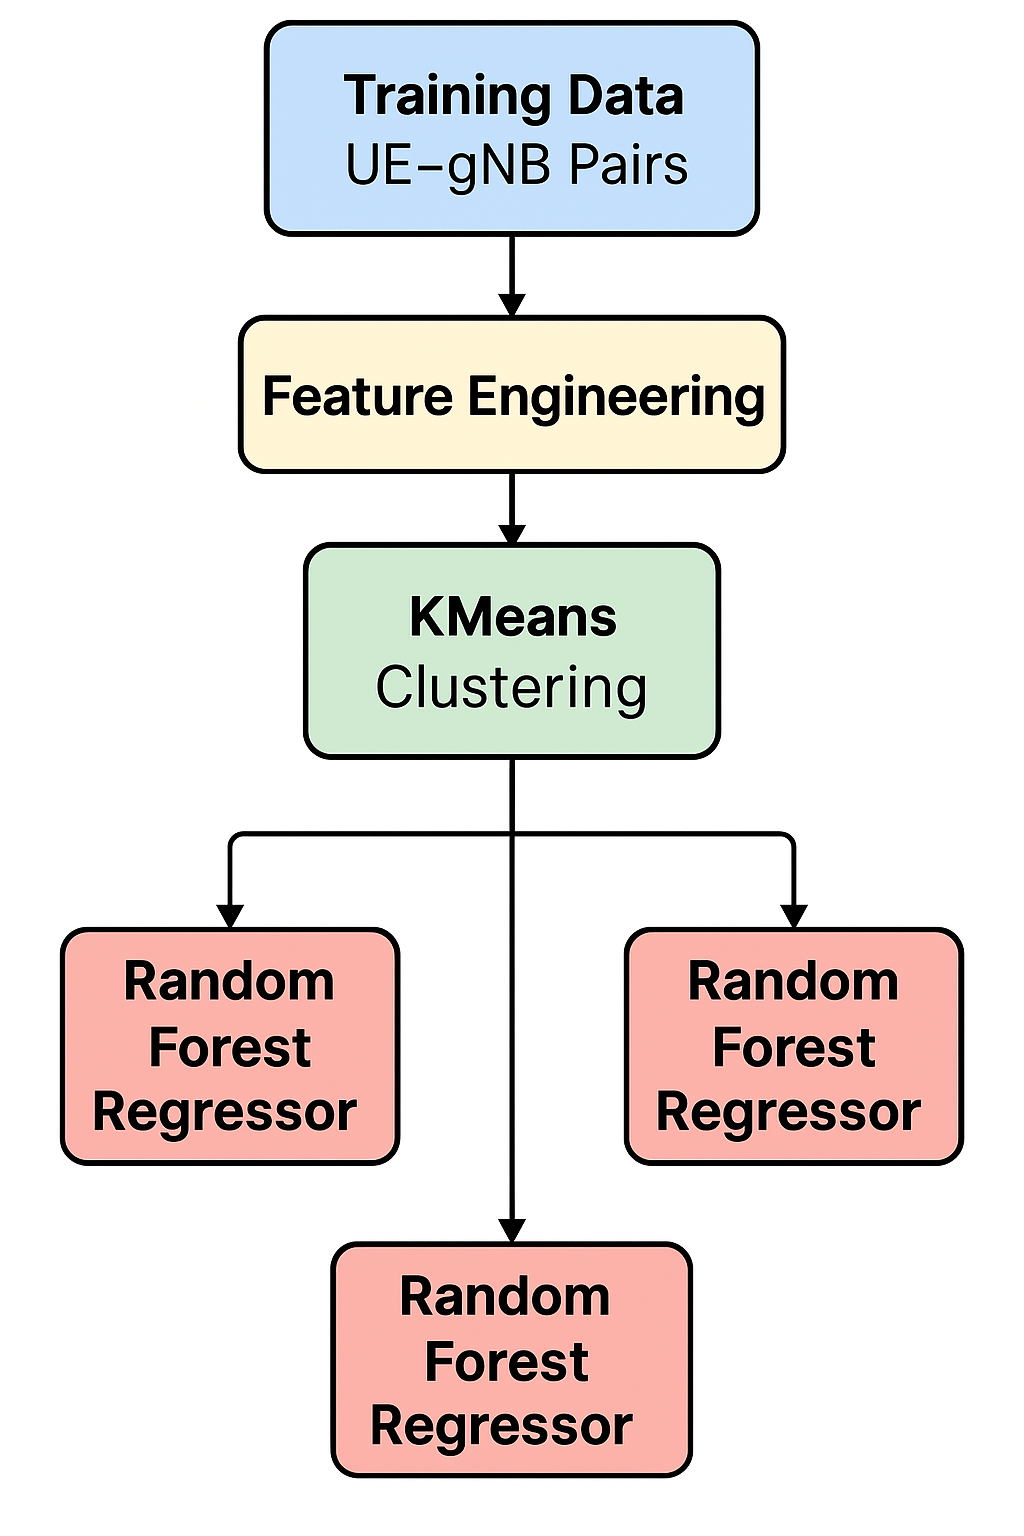 Training Data
UE–gNB Pairs
Feature Engineering
KMeans
Clustering
Random
Forest
Regressor
Random
Forest
Regressor
Random
Forest
Regressor